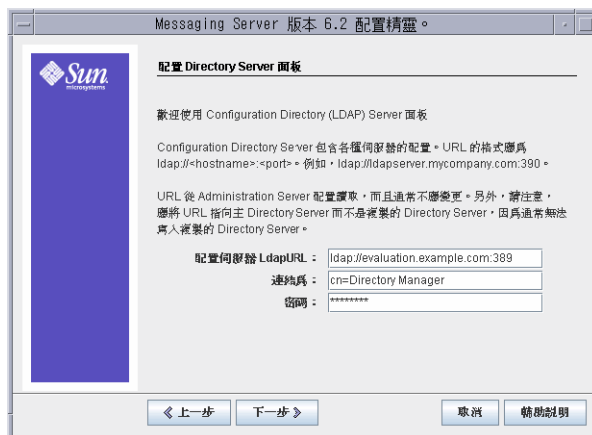 Messaging Server 版本 6.2 配置精靈。
Sun
microsystems
配置 Directory Server 面板
歡迎使用 Configuration Directory (LDAP) Server 面板
Configuration Directory Server 包含各種伺服器的配置。URL 的格式應為
ldap://<hostname>:<port>。例如，ldap://ldapserver.mycompany.com:390。
URL 從 Administration Server 配置讀取，而且通常不應變更。另外，請注意，
應將 URL 指向主 Directory Server 而不是複製的 Directory Server，因為通常無法
寫入複製的 Directory Server。
配置伺服器 LdapURL： ldap://evaluation.example.com:389
連結為： cn=Directory Manager
密碼： ********
《 上一步 下一步 》 取消 輔助說明